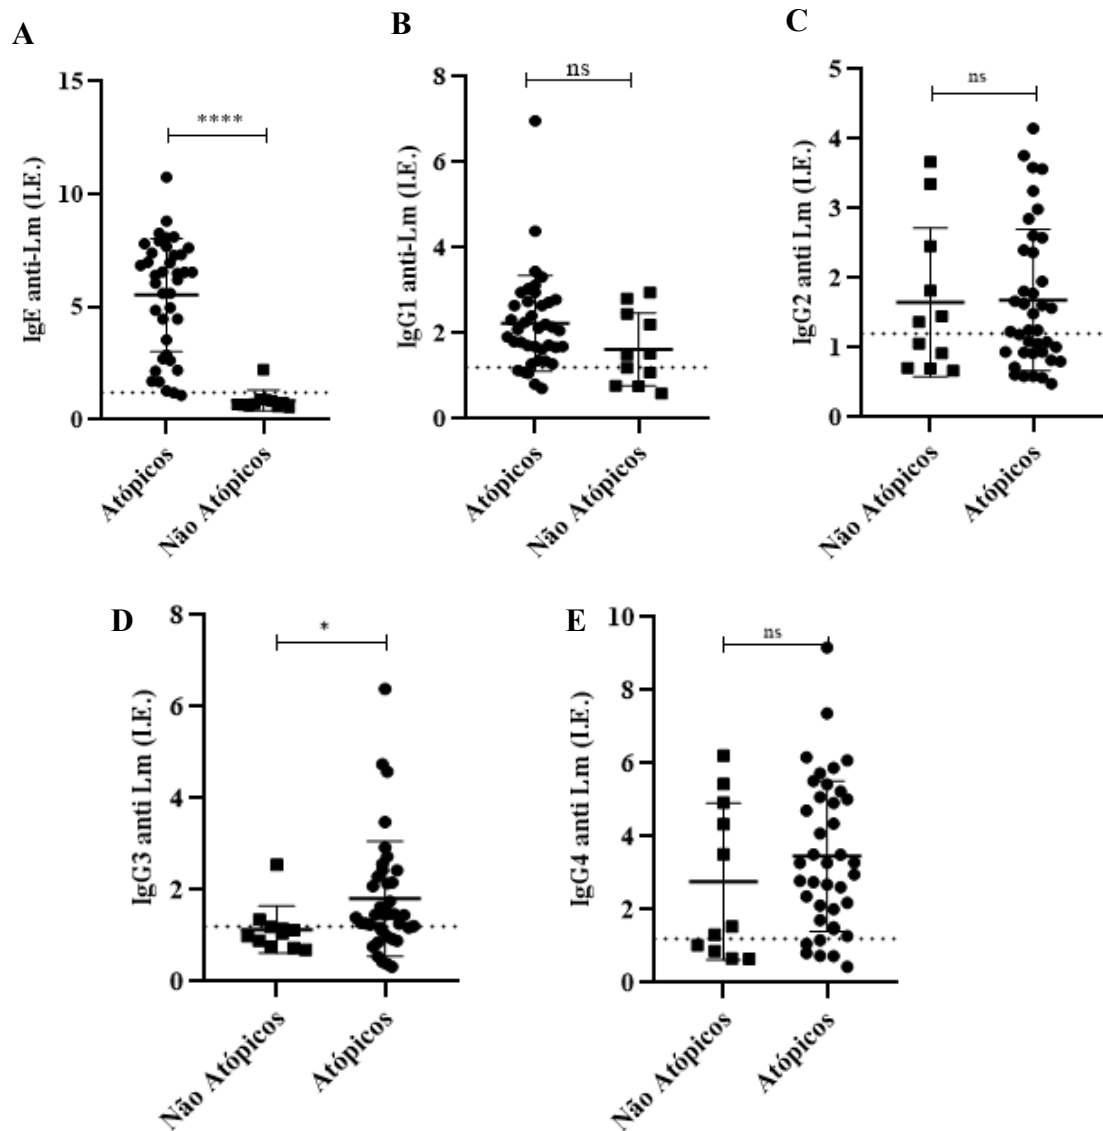 A
IgE anti-Lm (I.E.)
15
10
5
0
****
Atópicos
Não Atópicos
B
IgG1 anti-Lm (I.E.)
8
6
4
2
0
ns
Atópicos
Não Atópicos
C
IgG2 anti Lm (I.E.)
5
4
3
2
1
0
ns
Não Atópicos
Atópicos
D
IgG3 anti Lm (I.E.)
8
6
4
2
0
*
Não Atópicos
Atópicos
E
IgG4 anti Lm (I.E.)
10
8
6
4
2
0
ns
Não Atópicos
Atópicos